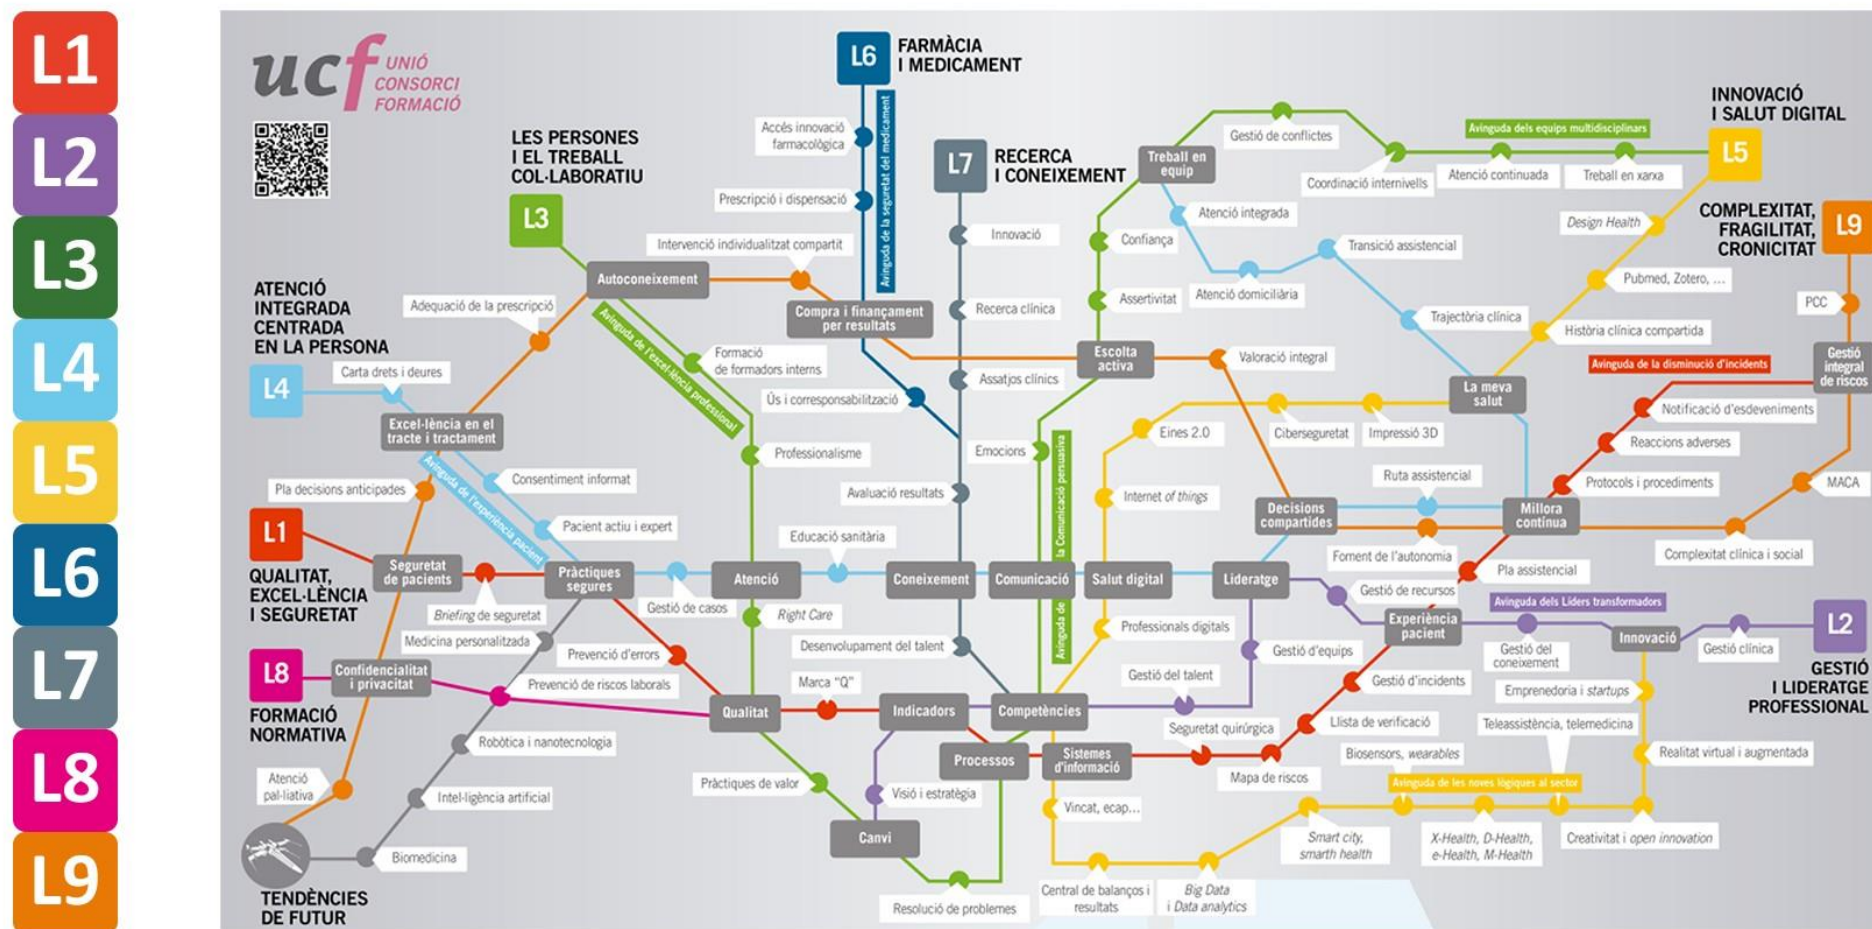 L1
L2
L3
L4
L5
L6
L7
L8
L9
ucf
UNIÓ
CONSORCI
FORMACIÓ
L6
FARMÀCIA
I MEDICAMENT
Avinguda de la seguretat del medicament
Accés innovació
farmacològica
Prescripció i dispensació
L7
RECERCA
I CONEIXEMENT
Innovació
Recerca clínica
Assatjos clínics
Avaluació resultats
Desenvolupament del talent
LES PERSONES
I EL TREBALL
COL·LABORATIU
L3
Autoconeixement
Intervenció individualitzat compartit
Compra i finançament
per resultats
Ús i corresponsabilització
Avinguda de l'excel·lència professional
Formació
de formadors interns
Professionalisme
Adequació de la prescripció
ATENCIÓ
INTEGRADA
CENTRADA
EN LA PERSONA
L4
Carta drets i deures
Excel·lència en el
tracte i tractament
Avinguda de l'experiència pacient
Consentiment informat
Pacient actiu i expert
Pla decisions anticipades
Treball en
equip
Gestió de conflictes
Coordinació internivells
Avinguda dels equips multidisciplinars
Atenció continuada
Treball en xarxa
INNOVACIÓ
I SALUT DIGITAL
L5
Design Health
Pubmed, Zotero, ...
Història clínica compartida
Confiança
Assertivitat
Atenció integrada
Atenció domiciliària
Transició assistencial
Trajectòria clínica
COMPLEXITAT,
FRAGILITAT,
CRONICITAT
L9
PCC
Gestió
integral
de riscos
MACA
Complexitat clínica i social
Escolta
activa
Valoració integral
La meva
salut
Avinguda de la disminució d'incidents
Notificació d'esdeveniments
Reaccions adverses
Protocols i procediments
Emocions
Avinguda de la Comunicació persuasiva
Eines 2.0
Ciberseguretat
Impressió 3D
Internet of things
Ruta assistencial
Decisions
compartides
Millora
contínua
Foment de l'autonomia
Pla assistencial
L1
QUALITAT,
EXCEL·LÈNCIA
I SEGURETAT
Seguretat
de pacients
Briefing de seguretat
Pràctiques
segures
Gestió de casos
Atenció
Educació sanitària
Coneixement
Comunicació
Salut digital
Lideratge
Gestió de recursos
Avinguda dels Líders transformadors
Experiència
pacient
Gestió del
coneixement
Innovació
Gestió clínica
L2
GESTIÓ
I LIDERATGE
PROFESSIONAL
Right Care
Medicina personalitzada
Prevenció d'errors
Professionals digitals
Gestió d'equips
Gestió del talent
Gestió d'incidents
Llista de verificació
Seguretat quirúrgica
Mapa de riscos
L8
FORMACIÓ
NORMATIVA
Confidencialitat
i privacitat
Prevenció de riscos laborals
Qualitat
Marca "Q"
Indicadors
Competències
Processos
Sistemes
d'informació
Emprenedoria i startups
Teleassistència, telemedicina
Biosensors, wearables
Realitat virtual i augmentada
Avinguda de les noves lògiques al sector
Robòtica i nanotecnologia
Intel·ligència artificial
Biomedicina
Atenció
pal·liativa
TENDÈNCIES
DE FUTUR
Pràctiques de valor
Visió i estratègia
Canvi
Resolució de problemes
Vincat, ecap...
Central de balanços i
resultats
Big Data
i Data analytics
Smart city,
smarth health
X-Health, D-Health,
e-Health, M-Health
Creativitat i open innovation